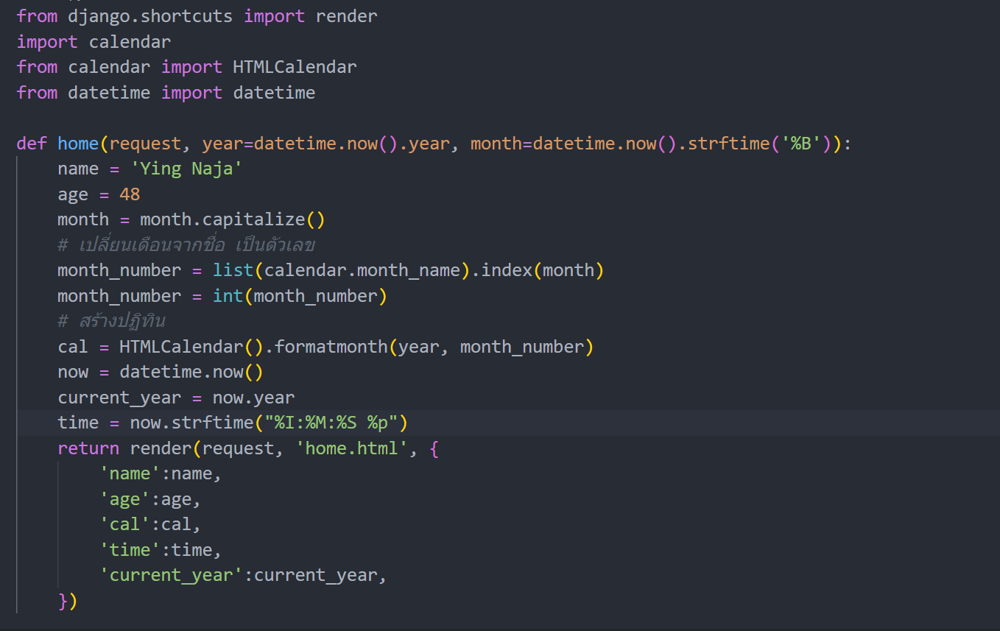 from django.shortcuts import render
import calendar
from calendar import HTMLCalendar
from datetime import datetime

def home(request, year=datetime.now().year, month=datetime.now().strftime('%B')):
    name = 'Ying Naja'
    age = 48
    month = month.capitalize()
    # เปลี่ยนเดือนจากชื่อ เป็นตัวเลข
    month_number = list(calendar.month_name).index(month)
    month_number = int(month_number)
    # สร้างปฏิทิน
    cal = HTMLCalendar().formatmonth(year, month_number)
    now = datetime.now()
    current_year = now.year
    time = now.strftime("%I:%M:%S %p")
    return render(request, 'home.html', {
        'name':name,
        'age':age,
        'cal':cal,
        'time':time,
        'current_year':current_year,
    })